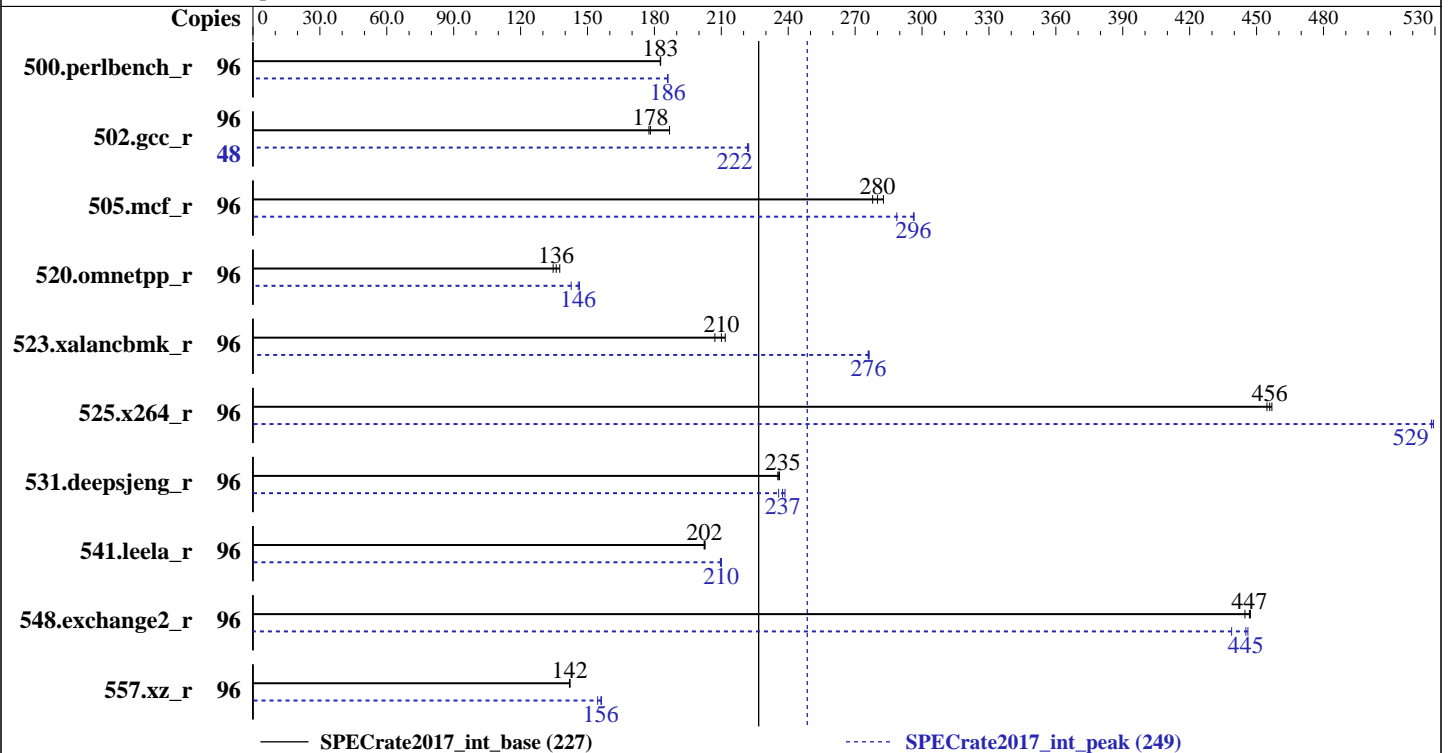 Copies 0 30.0 60.0 90.0 120 150 180 210 240 270 300 330 360 390 420 450 480 530
500.perlbench_r 96 183
186
502.gcc_r 96 178
48 222
505.mcf_r 96 280
296
520.omnetpp_r 96 136
146
523.xalancbmk_r 96 210
276
525.x264_r 96 456
529
531.deepsjeng_r 96 235
237
541.leela_r 96 202
210
548.exchange2_r 96 447
445
557.xz_r 96 142
156
SPECrate2017_int_base (227) SPECrate2017_int_peak (249)